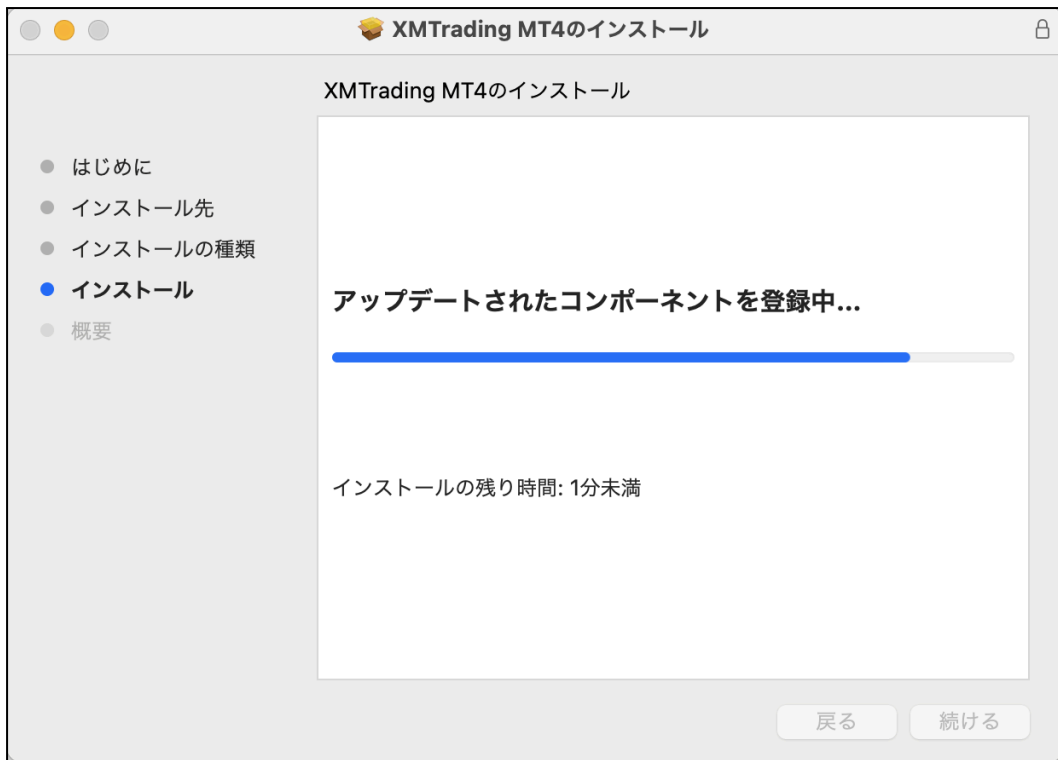 XMTrading MT4のインストール
XMTrading MT4のインストール
はじめに
インストール先
インストールの種類
インストール
概要
アップデートされたコンポーネントを登録中...
インストールの残り時間: 1分未満
戻る
続ける